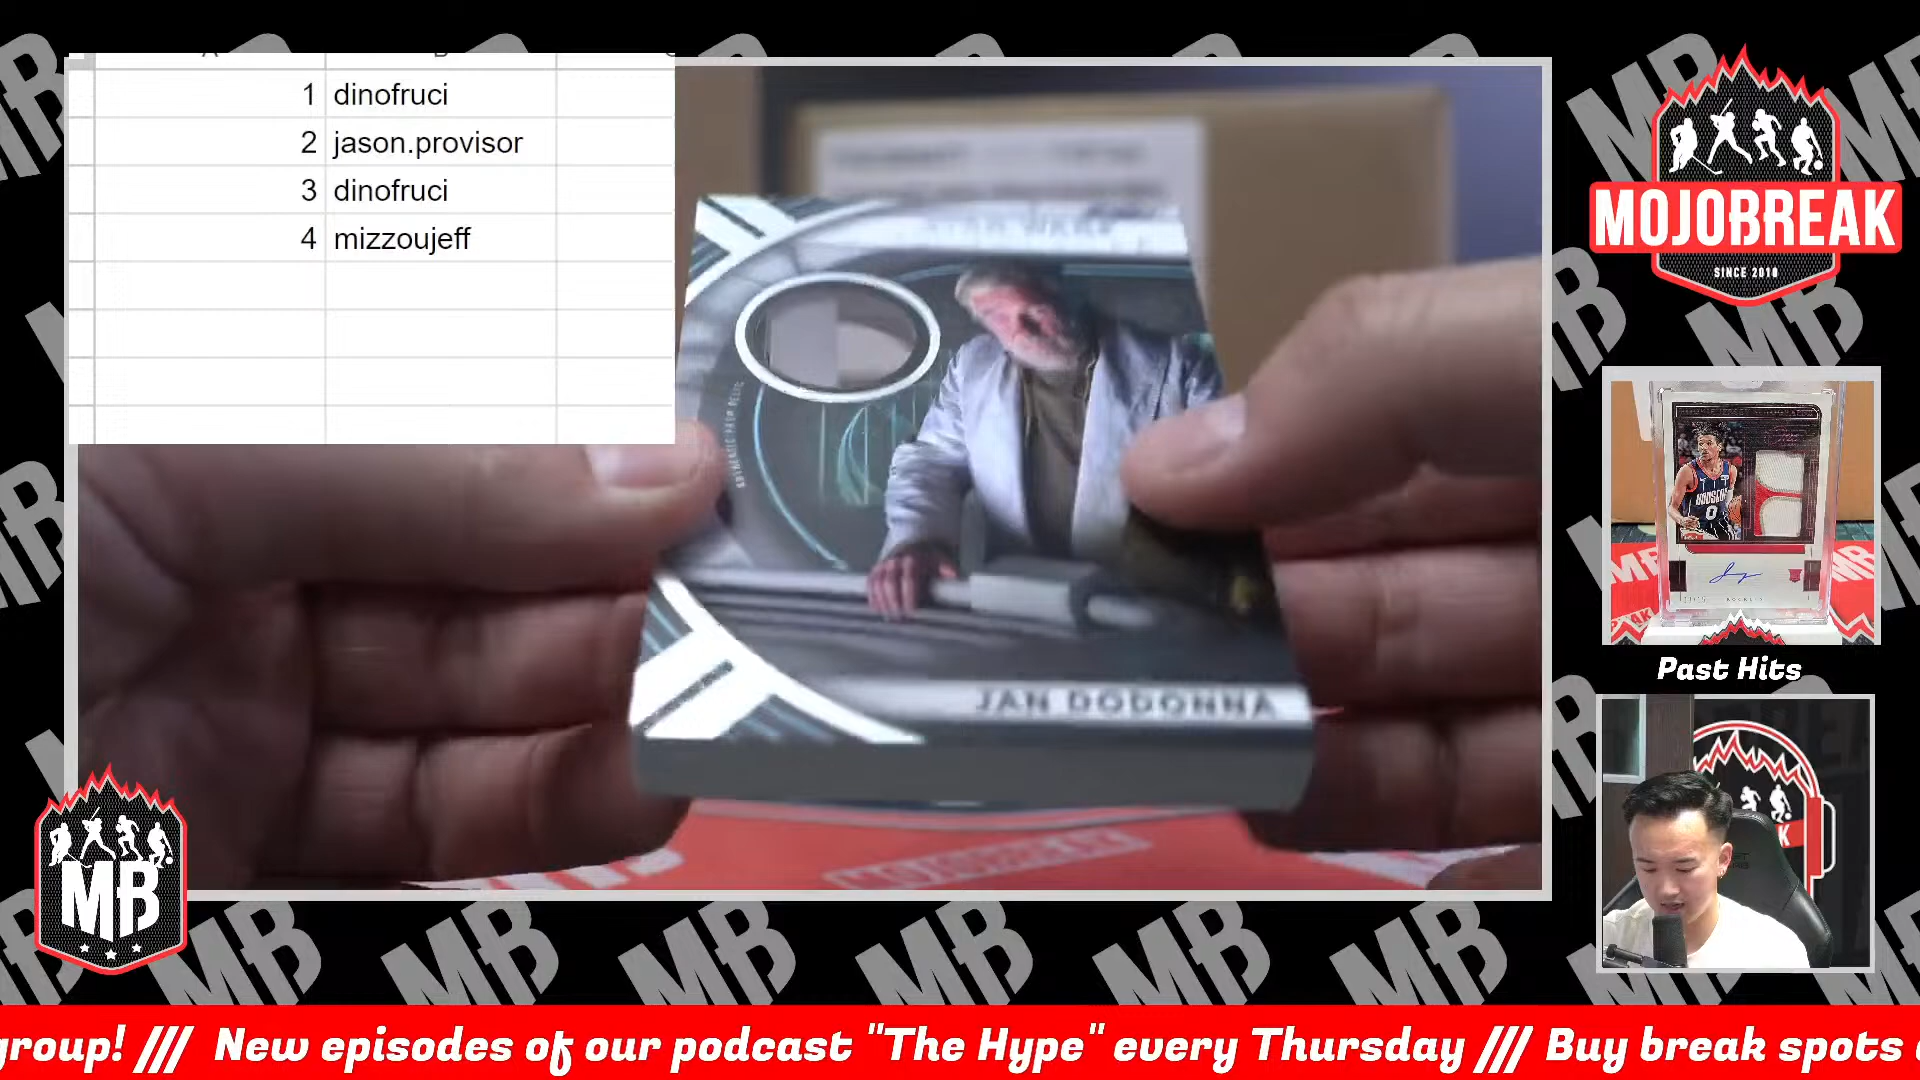 1 dinofruci
2 jason.provisor
3 dinofruci
4 mizzoujeff
STAR WARS
JAN DODONNA
MB
MOJOBREAK
SINCE 2010
Past Hits
group! /// New episodes of our podcast "The Hype" every Thursday /// Buy break spots